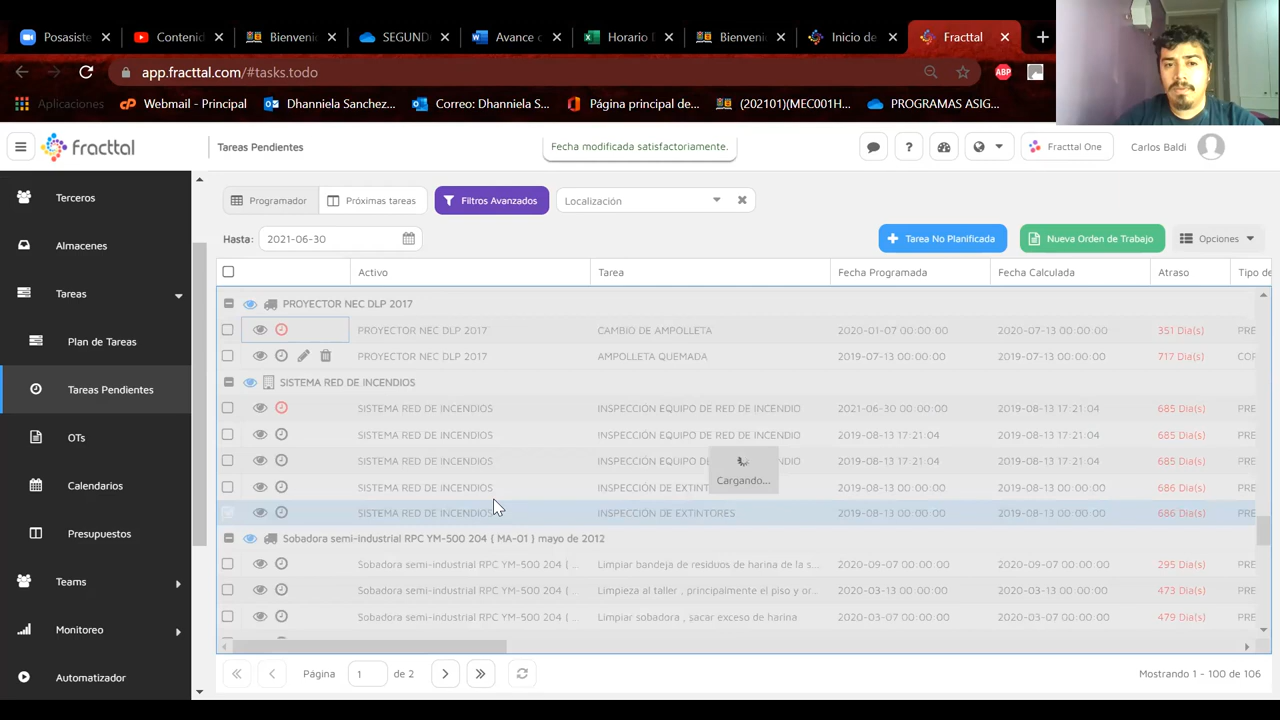 Posasiste
Contenid
Bienveni
SEGUND
Avance c
Horario D
Bienveni
Inicio de
Fracttal
app.fracttal.com/#tasks.todo
ABP
Aplicaciones
Webmail - Principal
Dhanniela Sanchez...
Correo: Dhanniela S...
Página principal de...
(202101)(MEC001H...
PROGRAMAS ASIG...
fracttal
Tareas Pendientes
Fecha modificada satisfactoriamente.
Fracttal One
Carlos Baldi
Terceros
Almacenes
Tareas
Plan de Tareas
Tareas Pendientes
OTs
Calendarios
Presupuestos
Teams
Monitoreo
Automatizador
Programador
Próximas tareas
Filtros Avanzados
Localización
Hasta: 2021-06-30
Tarea No Planificada
Nueva Orden de Trabajo
Opciones
Activo Tarea Fecha Programada Fecha Calculada Atraso Tipo de
PROYECTOR NEC DLP 2017
PROYECTOR NEC DLP 2017 CAMBIO DE AMPOLLETA 2020-01-07 00:00:00 2020-07-13 00:00:00 351 Dia(s) PRE
PROYECTOR NEC DLP 2017 AMPOLLETA QUEMADA 2019-07-13 00:00:00 2019-07-13 00:00:00 717 Dia(s) COF
SISTEMA RED DE INCENDIOS
SISTEMA RED DE INCENDIOS INSPECCIÓN EQUIPO DE RED DE INCENDIO 2021-06-30 00:00:00 2019-08-13 17:21:04 685 Dia(s) PRE
SISTEMA RED DE INCENDIOS INSPECCIÓN EQUIPO DE RED DE INCENDIO 2019-08-13 17:21:04 2019-08-13 17:21:04 685 Dia(s) PRE
SISTEMA RED DE INCENDIOS INSPECCIÓN EQUIPO D ENDIO 2019-08-13 17:21:04 2019-08-13 17:21:04 685 Dia(s) PRE
Cargando...
SISTEMA RED DE INCENDIOS INSPECCIÓN DE EXTINT 2019-08-13 00:00:00 2019-08-13 00:00:00 686 Dia(s) PRE
SISTEMA RED DE INCENDIOS INSPECCIÓN DE EXTINTORES 2019-08-13 00:00:00 2019-08-13 00:00:00 686 Dia(s) PRE
Sobadora semi-industrial RPC YM-500 204 { MA-01 } mayo de 2012
Sobadora semi-industrial RPC YM-500 204 { ... Limpiar bandeja de residuos de harina de la s... 2020-09-07 00:00:00 2020-09-07 00:00:00 295 Dia(s) PRE
Sobadora semi-industrial RPC YM-500 204 { ... Limpieza al taller , principalmente el piso y or... 2020-03-13 00:00:00 2020-03-13 00:00:00 473 Dia(s) PRE
Sobadora semi-industrial RPC YM-500 204 { ... Limpiar sobadora , sacar exceso de harina 2020-03-07 00:00:00 2020-03-07 00:00:00 479 Dia(s) PRE
Página 1 de 2
Mostrando 1 - 100 de 106